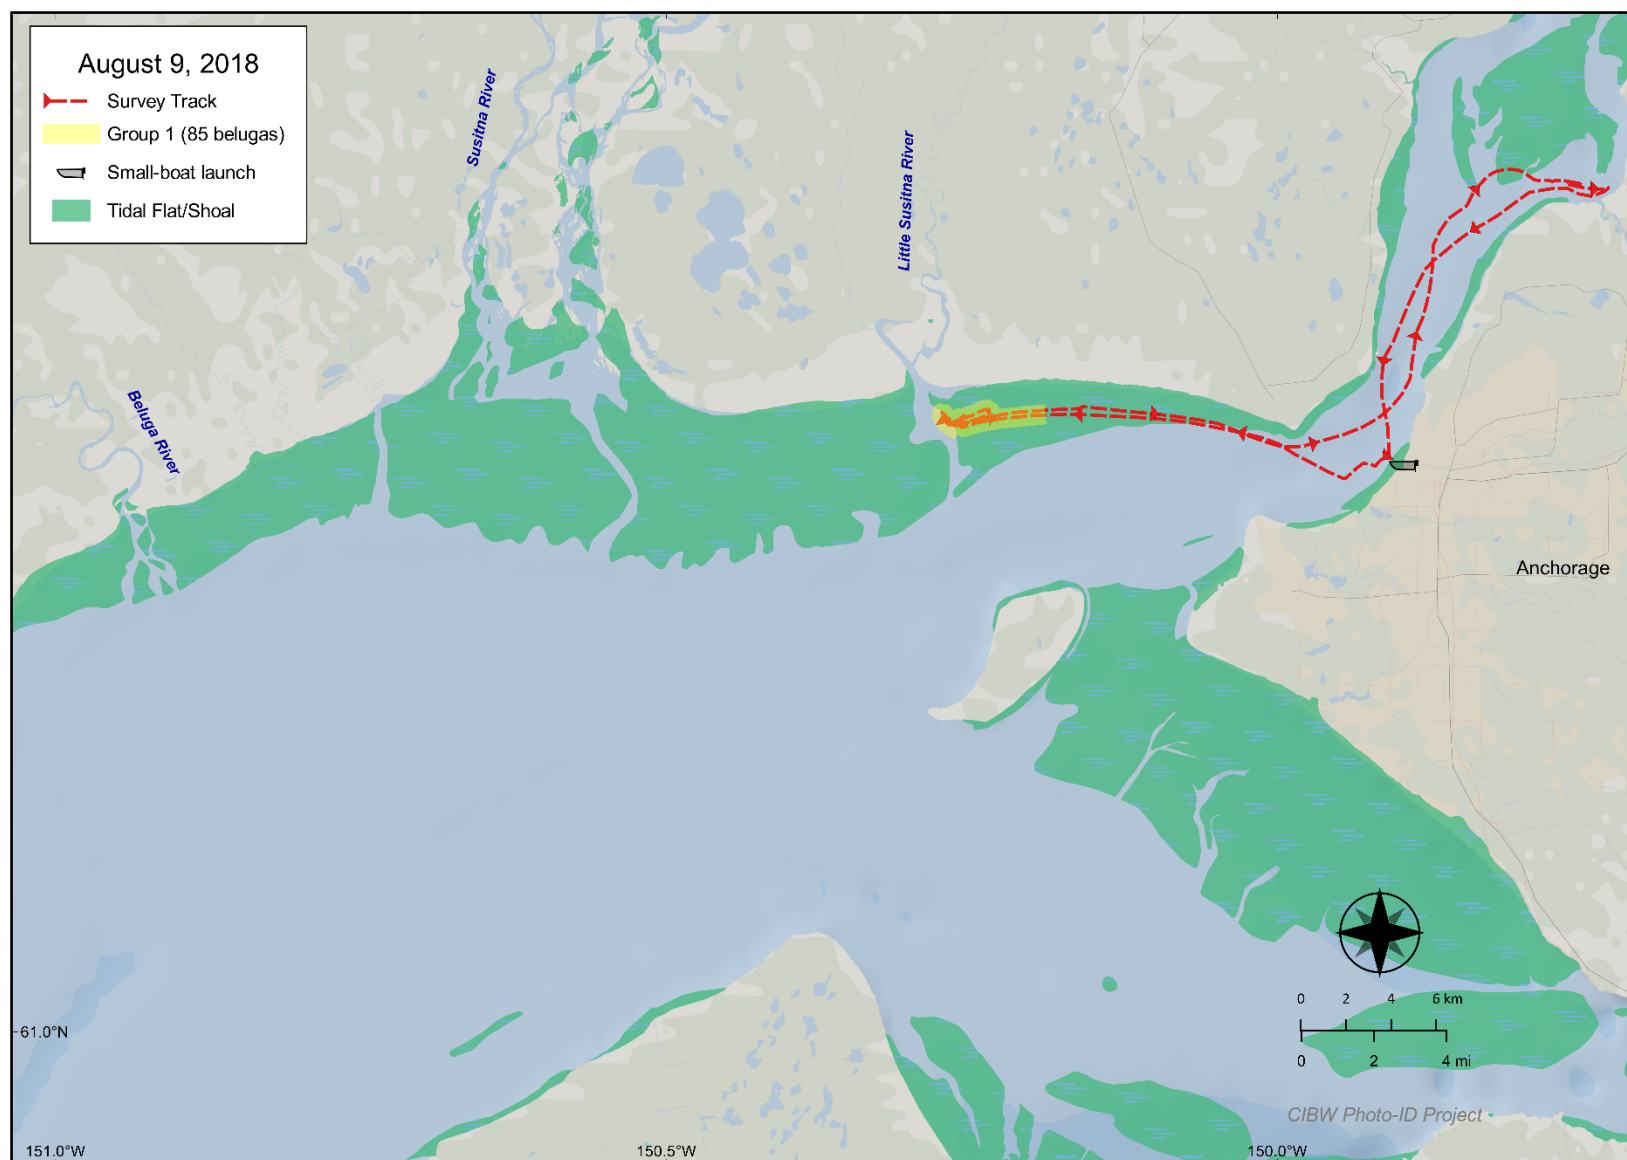 August 9, 2018
Survey Track
Group 1 (85 belugas)
Small-boat launch
Tidal Flat/Shoal
Susitna River
Little Susitna River
Beluga River
Anchorage
0 2 4 6 km
0 2 4 mi
61.0°N
CIBW Photo-ID Project
151.0°W
150.5°W
150.0°W